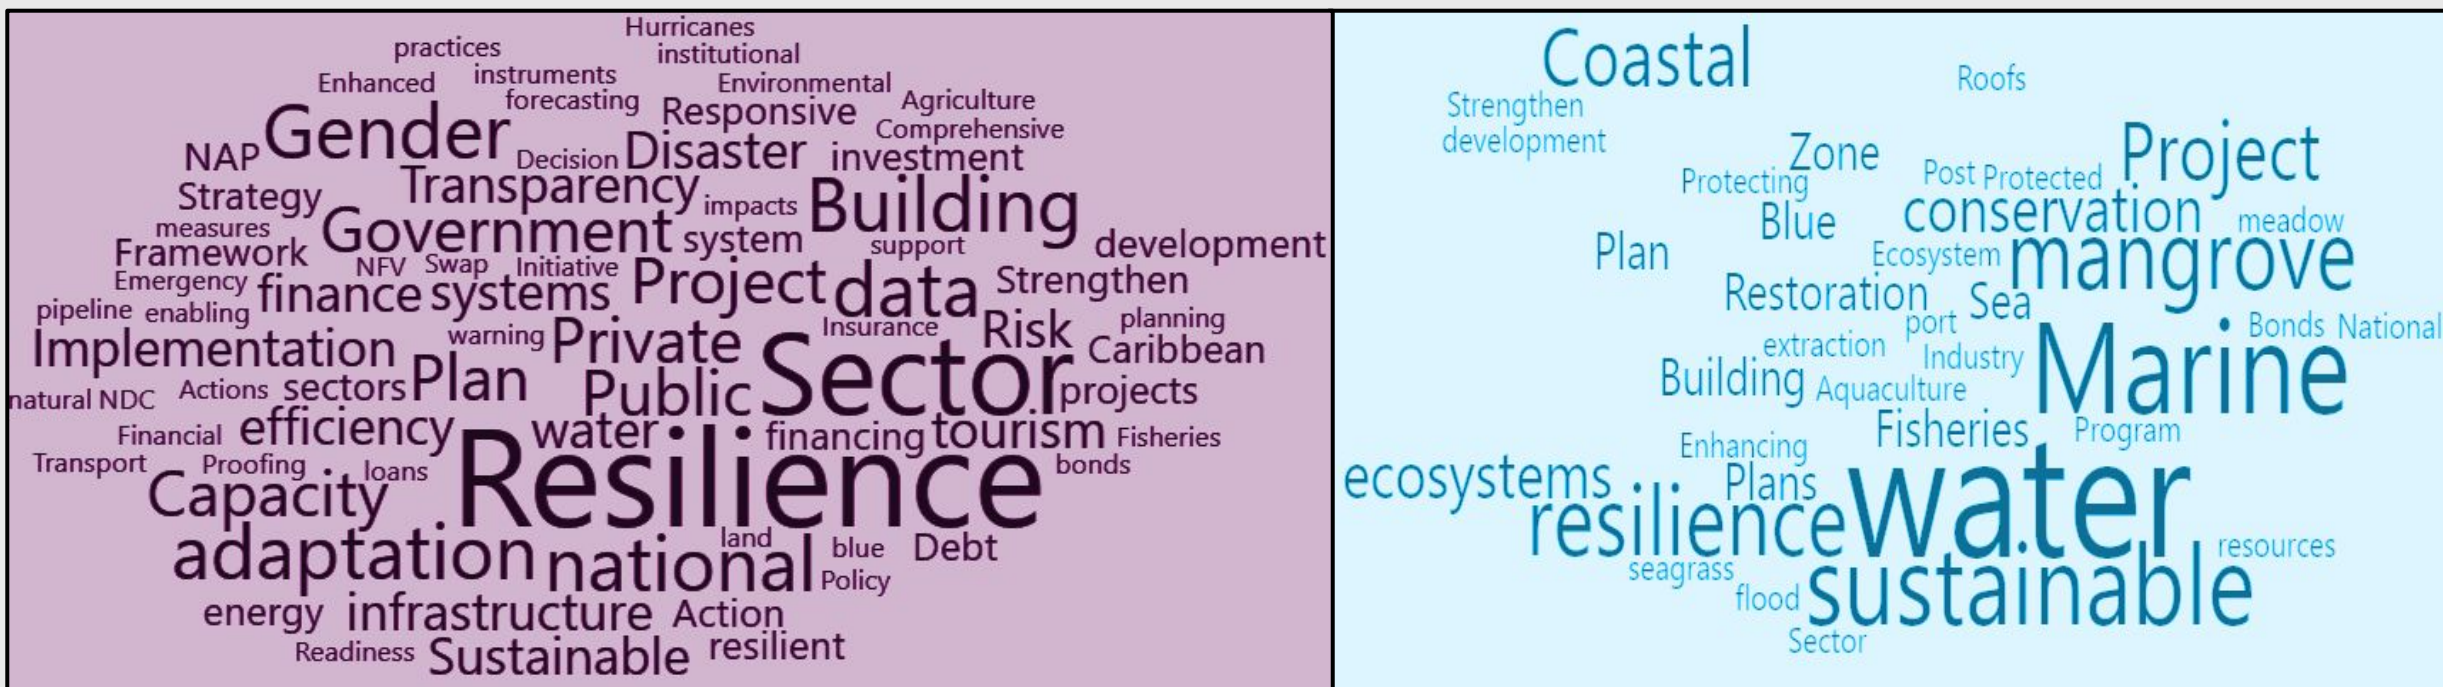 Hurricanes
practices
institutional
Enhanced
instruments
Environmental
forecasting
Responsive
Agriculture
Gender
Comprehensive
NAP
Decision
Disaster
investment
Strategy
Transparency
impacts
Building
measures
Government
system
support
development
Framework
NFV
Swap
Initiative
Project
data
Strengthen
Emergency
finance
systems
pipeline
enabling
Implementation
warning
Private
Insurance
Risk
planning
Caribbean
natural
NDC
Actions
sectors
Plan
Public
Sector
projects
Financial
efficiency
water
financing
tourism
Fisheries
Transport
Proofing
loans
Capacity
Resilience
bonds
adaptation
national
land
blue
Debt
Policy
energy
infrastructure
Action
Readiness
Sustainable
resilient
Coastal
Roofs
Strengthen
development
Zone
Project
Protecting
Post
Protected
Blue
conservation
meadow
Plan
Ecosystem
mangrove
Restoration
Sea
port
Bonds
National
extraction
Industry
Marine
Building
Aquaculture
Fisheries
Program
Enhancing
ecosystems
Plans
resilience
water
seagrass
flood
sustainable
resources
Sector